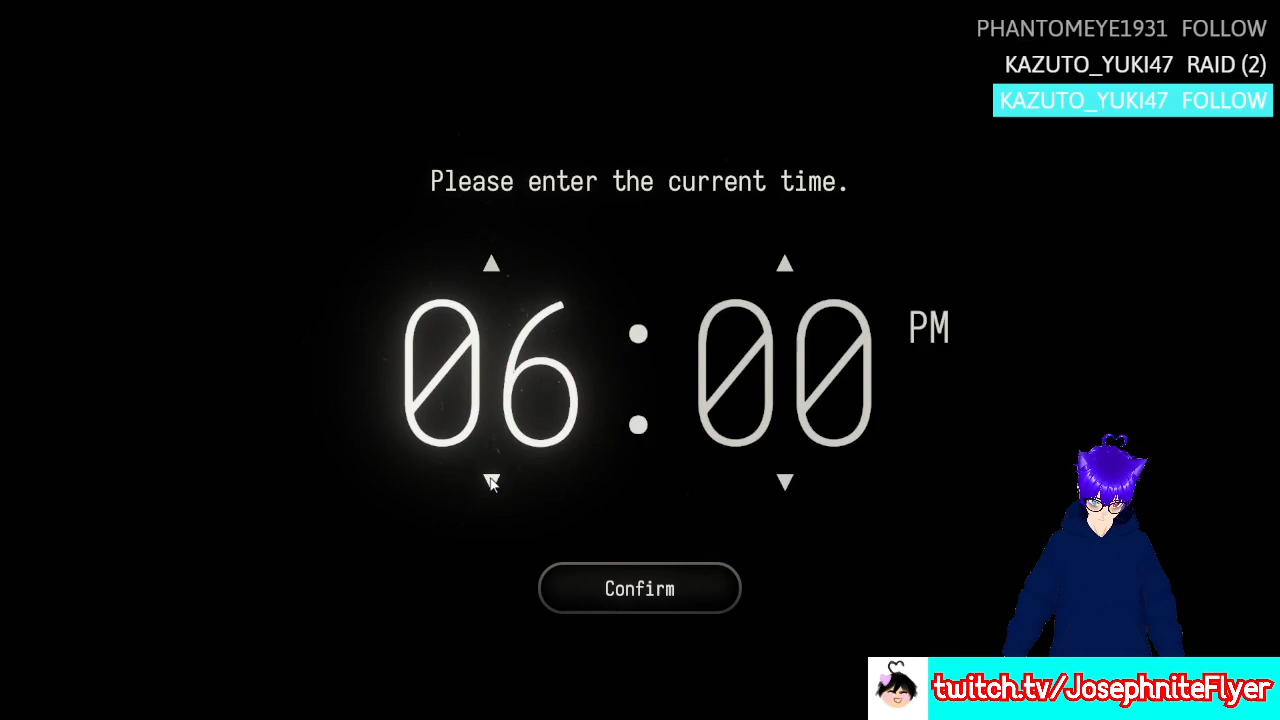 PHANTOMEYE1931 FOLLOW
KAZUTO_YUKI47 RAID (2)
KAZUTO_YUKI47 FOLLOW
Please enter the current time.
06:00 PM
Confirm
twitch.tv/JosephniteFlyer